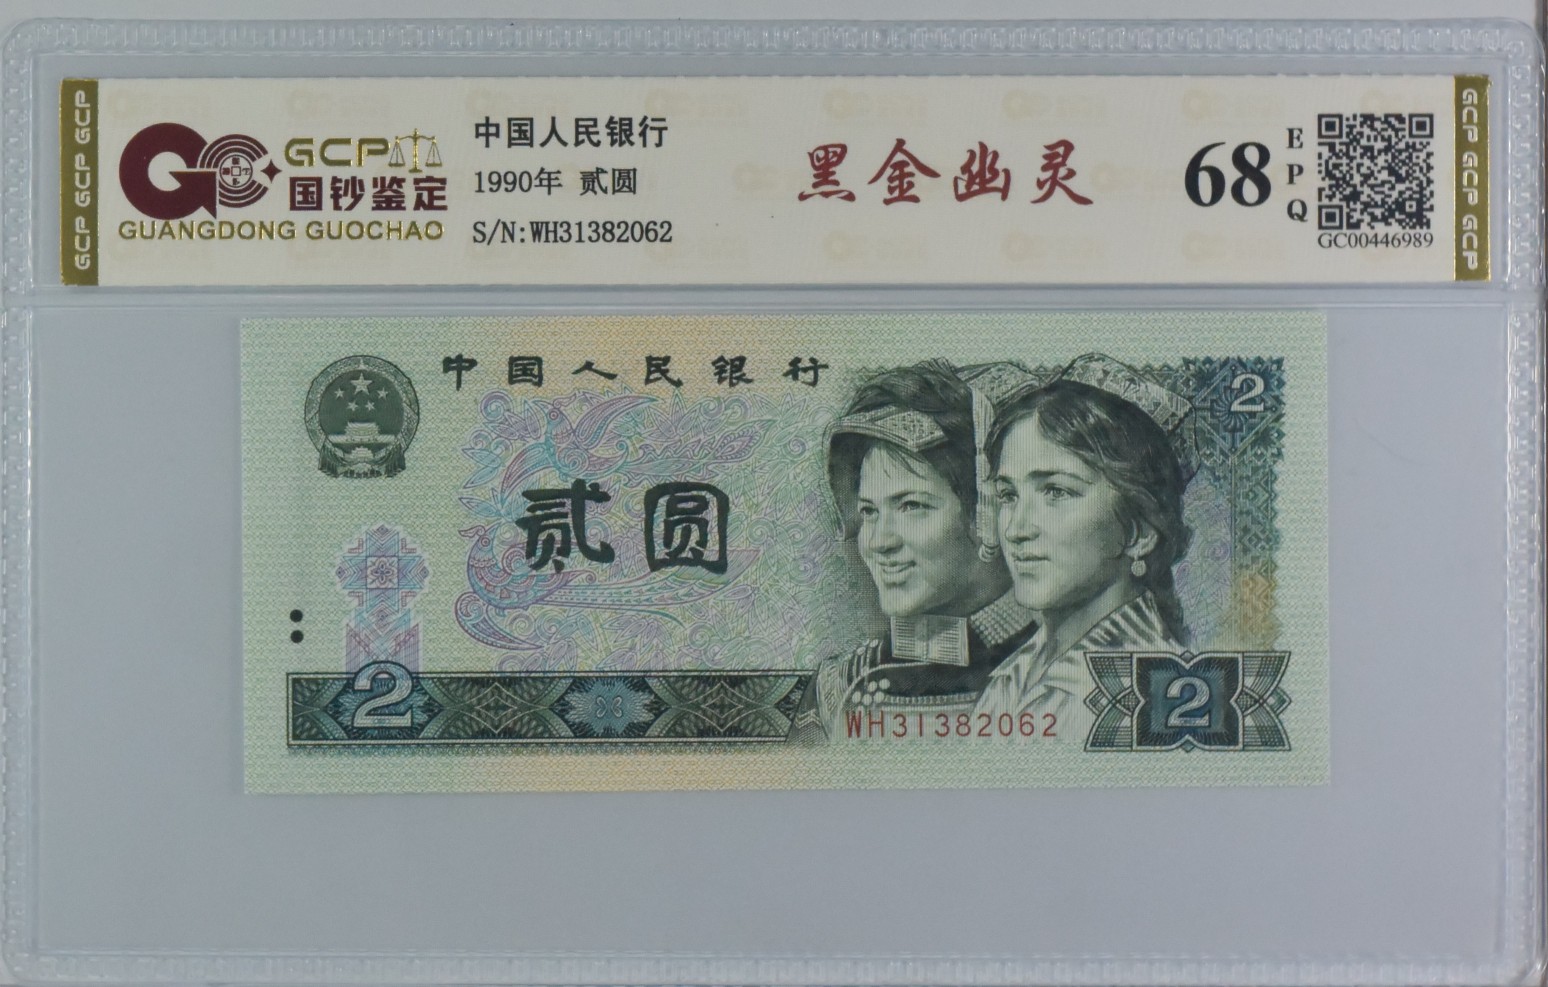 GCP GCP GCP
GCP
国钞鉴定
GUANGDONG GUOCHAO
中国人民银行
1990年 贰圆
S/N:WH31382062
黑金幽灵
68
EPQ
GC00446989
GCP GCP GCP
中国人民银行
2
贰圆
2
WH31382062
2